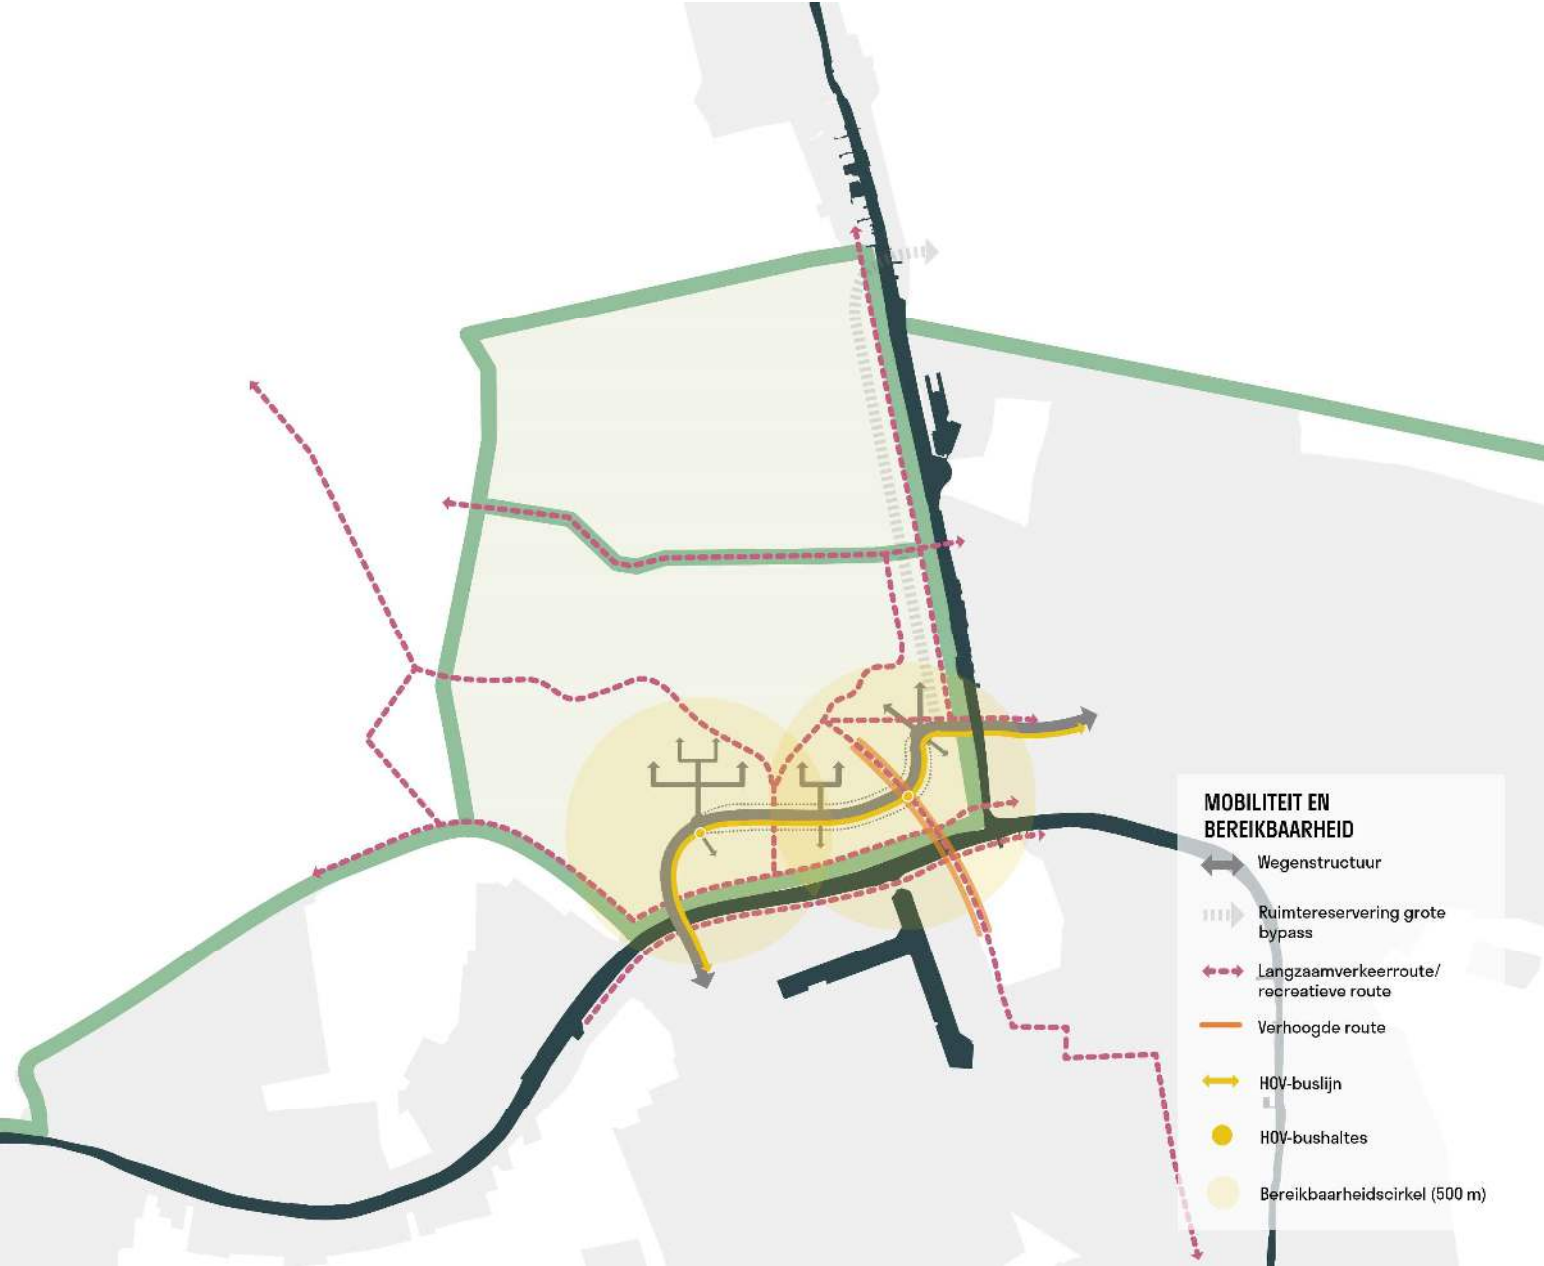 MOBILITEIT EN
BEREIKBAARHEID
Wegenstructuur
Ruimtereservering grote
bypass
Langzaamverkeerroute/
recreatieve route
Verhoogde route
HOV-buslijn
HOV-bushaltes
Bereikbaarheidscirkel (500 m)